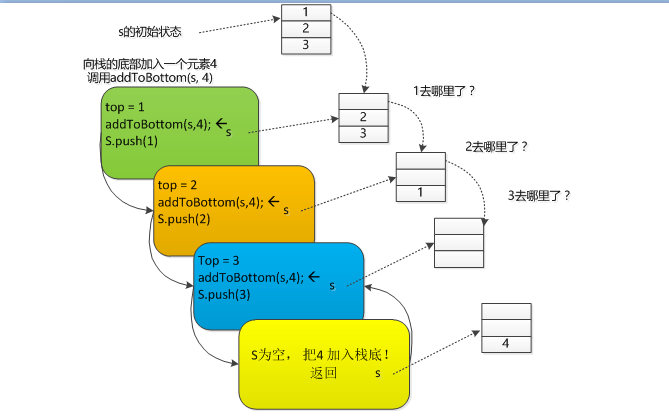 s的初始状态
1
2
3
向栈的底部加入一个元素4
调用addToBottom(s, 4)
top = 1
addToBottom(s,4); ←
s
S.push(1)
2
3
1去哪里了？
top = 2
addToBottom(s,4); ←
s
S.push(2)
1
2去哪里了？
3去哪里了？
Top = 3
addToBottom(s,4); ←
s
S.push(3)
S为空， 把4 加入栈底！
返回 s
4